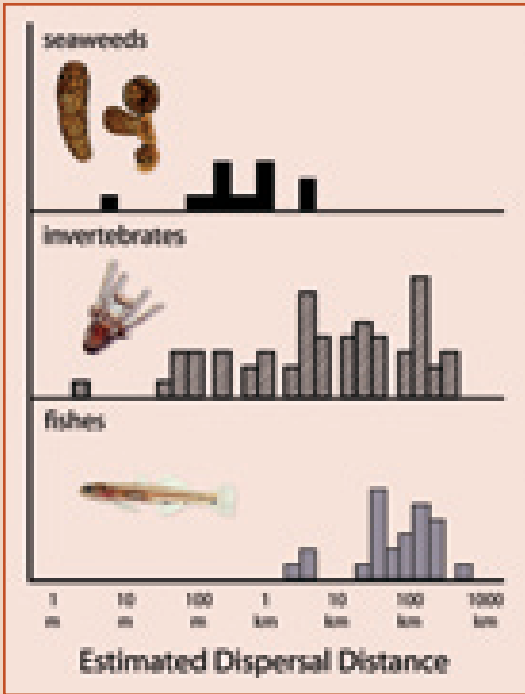 seaweeds
invertebrates
fishes
1 10 100 1 10 100 1000
m m m km km km km
Estimated Dispersal Distance